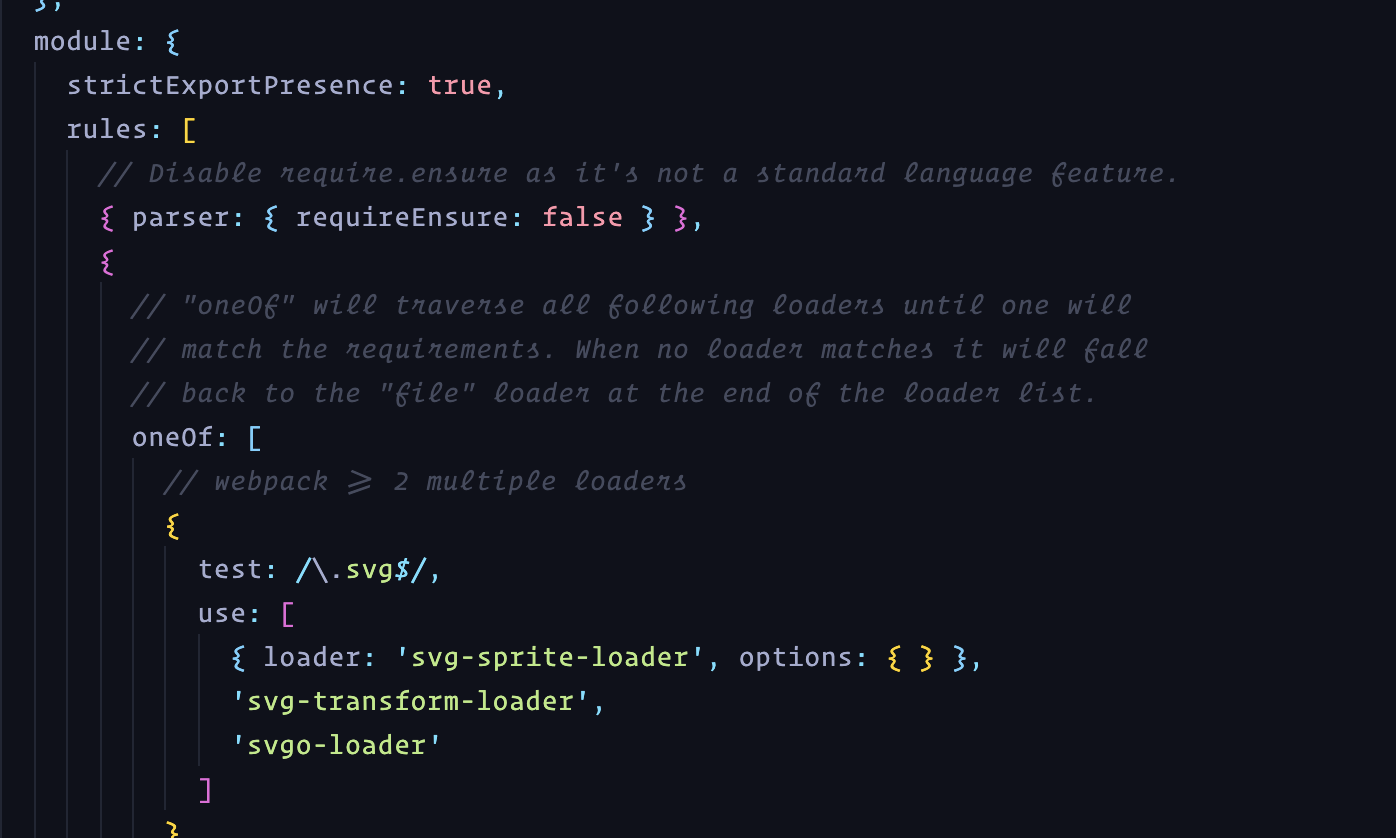 },
module: {
strictExportPresence: true,
rules: [
// Disable require.ensure as it's not a standard language feature.
{ parser: { requireEnsure: false } },
{
// "oneOf" will traverse all following loaders until one will
// match the requirements. When no loader matches it will fall
// back to the "file" loader at the end of the loader list.
oneOf: [
// webpack >= 2 multiple loaders
{
test: /\.svg$/,
use: [
{ loader: 'svg-sprite-loader', options: { } },
'svg-transform-loader',
'svgo-loader'
]
}